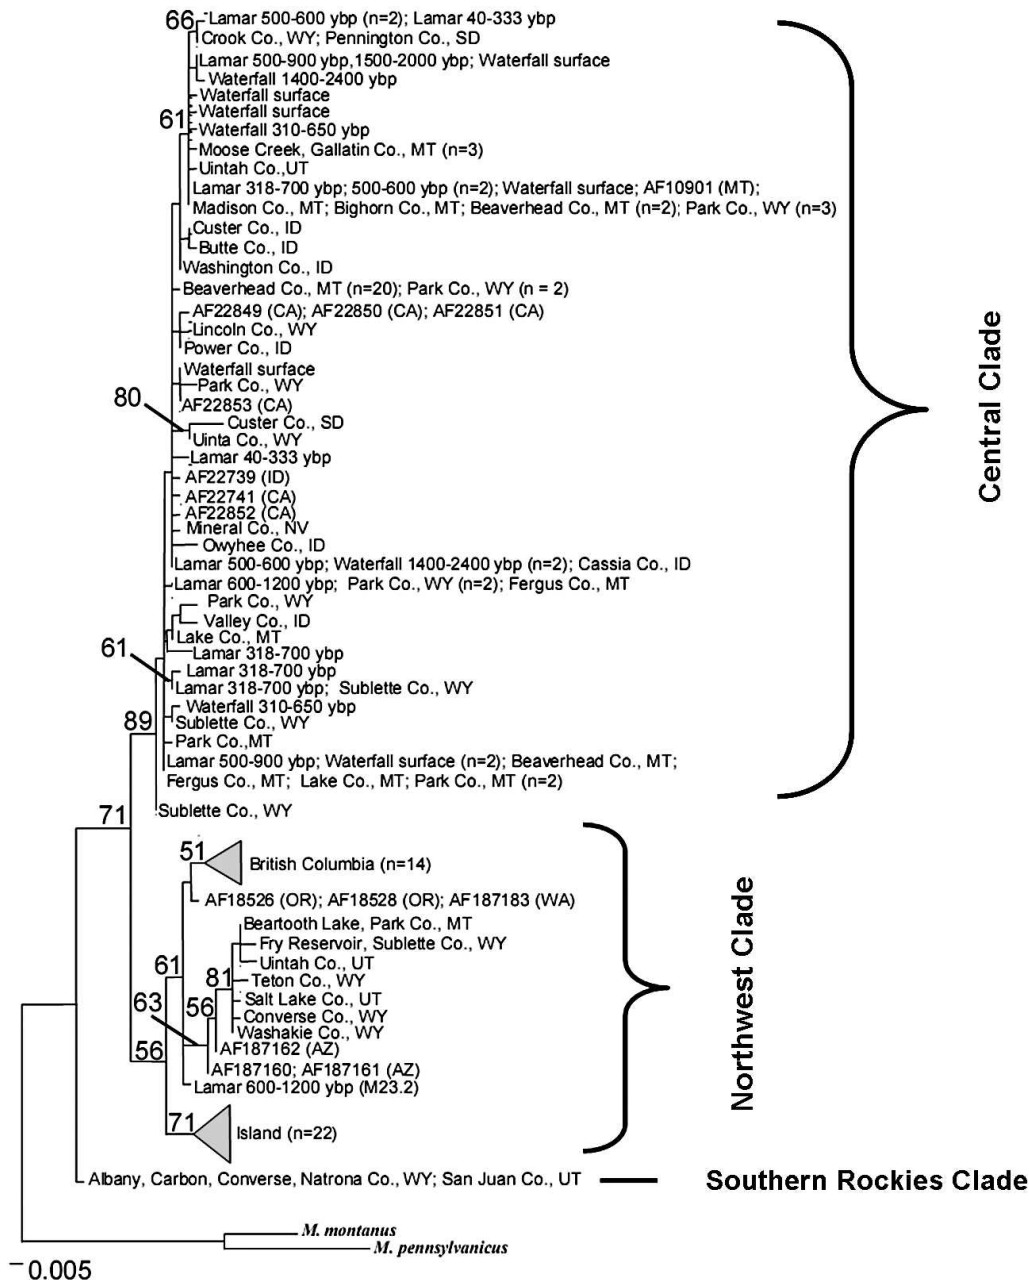 66
Lamar 500-600 ybp (n=2); Lamar 40-333 ybp
Crook Co., WY; Pennington Co., SD
Lamar 500-900 ybp,1500-2000 ybp; Waterfall surface
Waterfall 1400-2400 ybp
Waterfall surface
Waterfall surface
61
Waterfall 310-650 ybp
Moose Creek, Gallatin Co., MT (n=3)
Uintah Co.,UT
Lamar 318-700 ybp; 500-600 ybp (n=2); Waterfall surface; AF10901 (MT);
Madison Co., MT; Bighorn Co., MT; Beaverhead Co., MT (n=2); Park Co., WY (n=3)
Custer Co., ID
Butte Co., ID
Washington Co., ID
Beaverhead Co., MT (n=20); Park Co., WY (n = 2)
AF22849 (CA); AF22850 (CA); AF22851 (CA)
Lincoln Co., WY
Power Co., ID
Waterfall surface
Park Co., WY
80
AF22853 (CA)
Custer Co., SD
Uinta Co., WY
Lamar 40-333 ybp
AF22739 (ID)
AF22741 (CA)
AF22852 (CA)
Mineral Co., NV
Owyhee Co., ID
Lamar 500-600 ybp; Waterfall 1400-2400 ybp (n=2); Cassia Co., ID
Lamar 600-1200 ybp; Park Co., WY (n=2); Fergus Co., MT
Park Co., WY
Valley Co., ID
Lake Co., MT
61
Lamar 318-700 ybp
Lamar 318-700 ybp
Lamar 318-700 ybp; Sublette Co., WY
Waterfall 310-650 ybp
89
Sublette Co., WY
Park Co.,MT
Lamar 500-900 ybp; Waterfall surface (n=2); Beaverhead Co., MT;
Fergus Co., MT; Lake Co., MT; Park Co., MT (n=2)
Sublette Co., WY
Central Clade
71
51
British Columbia (n=14)
AF18526 (OR); AF18528 (OR); AF187183 (WA)
Beartooth Lake, Park Co., MT
Fry Reservoir, Sublette Co., WY
61
Uintah Co., UT
81
Teton Co., WY
63
56
Salt Lake Co., UT
Converse Co., WY
Washakie Co., WY
56
AF187162 (AZ)
AF187160; AF187161 (AZ)
Lamar 600-1200 ybp (M23.2)
71
Island (n=22)
Northwest Clade
Albany, Carbon, Converse, Natrona Co., WY; San Juan Co., UT
Southern Rockies Clade
M. montanus
M. pennsylvanicus
0.005